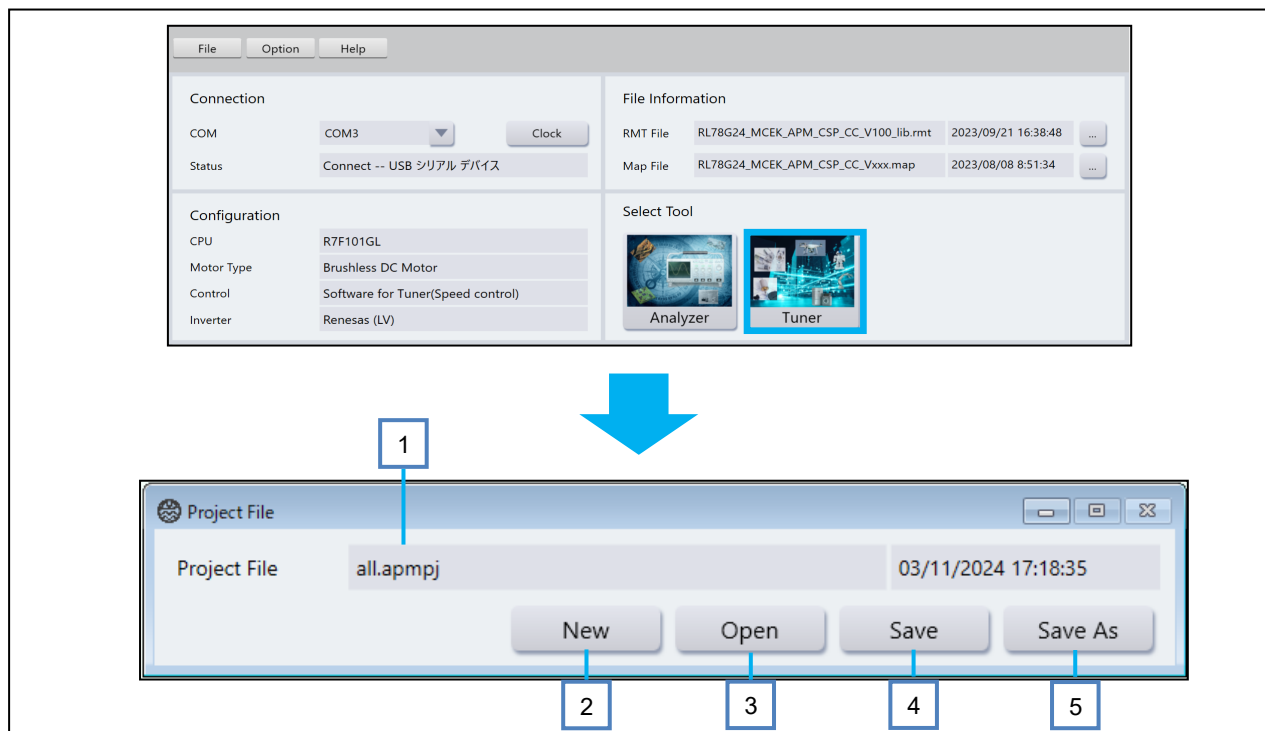 File Option Help
Connection
COM COM3 Clock
Status Connect -- USB シリアル デバイス
File Information
RMT File RL78G24_MCEK_APM_CSP_CC_V100_lib.rmt 2023/09/21 16:38:48 ...
Map File RL78G24_MCEK_APM_CSP_CC_Vxxx.map 2023/08/08 8:51:34 ...
Configuration
CPU R7F101GL
Motor Type Brushless DC Motor
Control Software for Tuner(Speed control)
Inverter Renesas (LV)
Select Tool
Analyzer Tuner
1
Project File
Project File all.apmpj 03/11/2024 17:18:35
New Open Save Save As
2 3 4 5